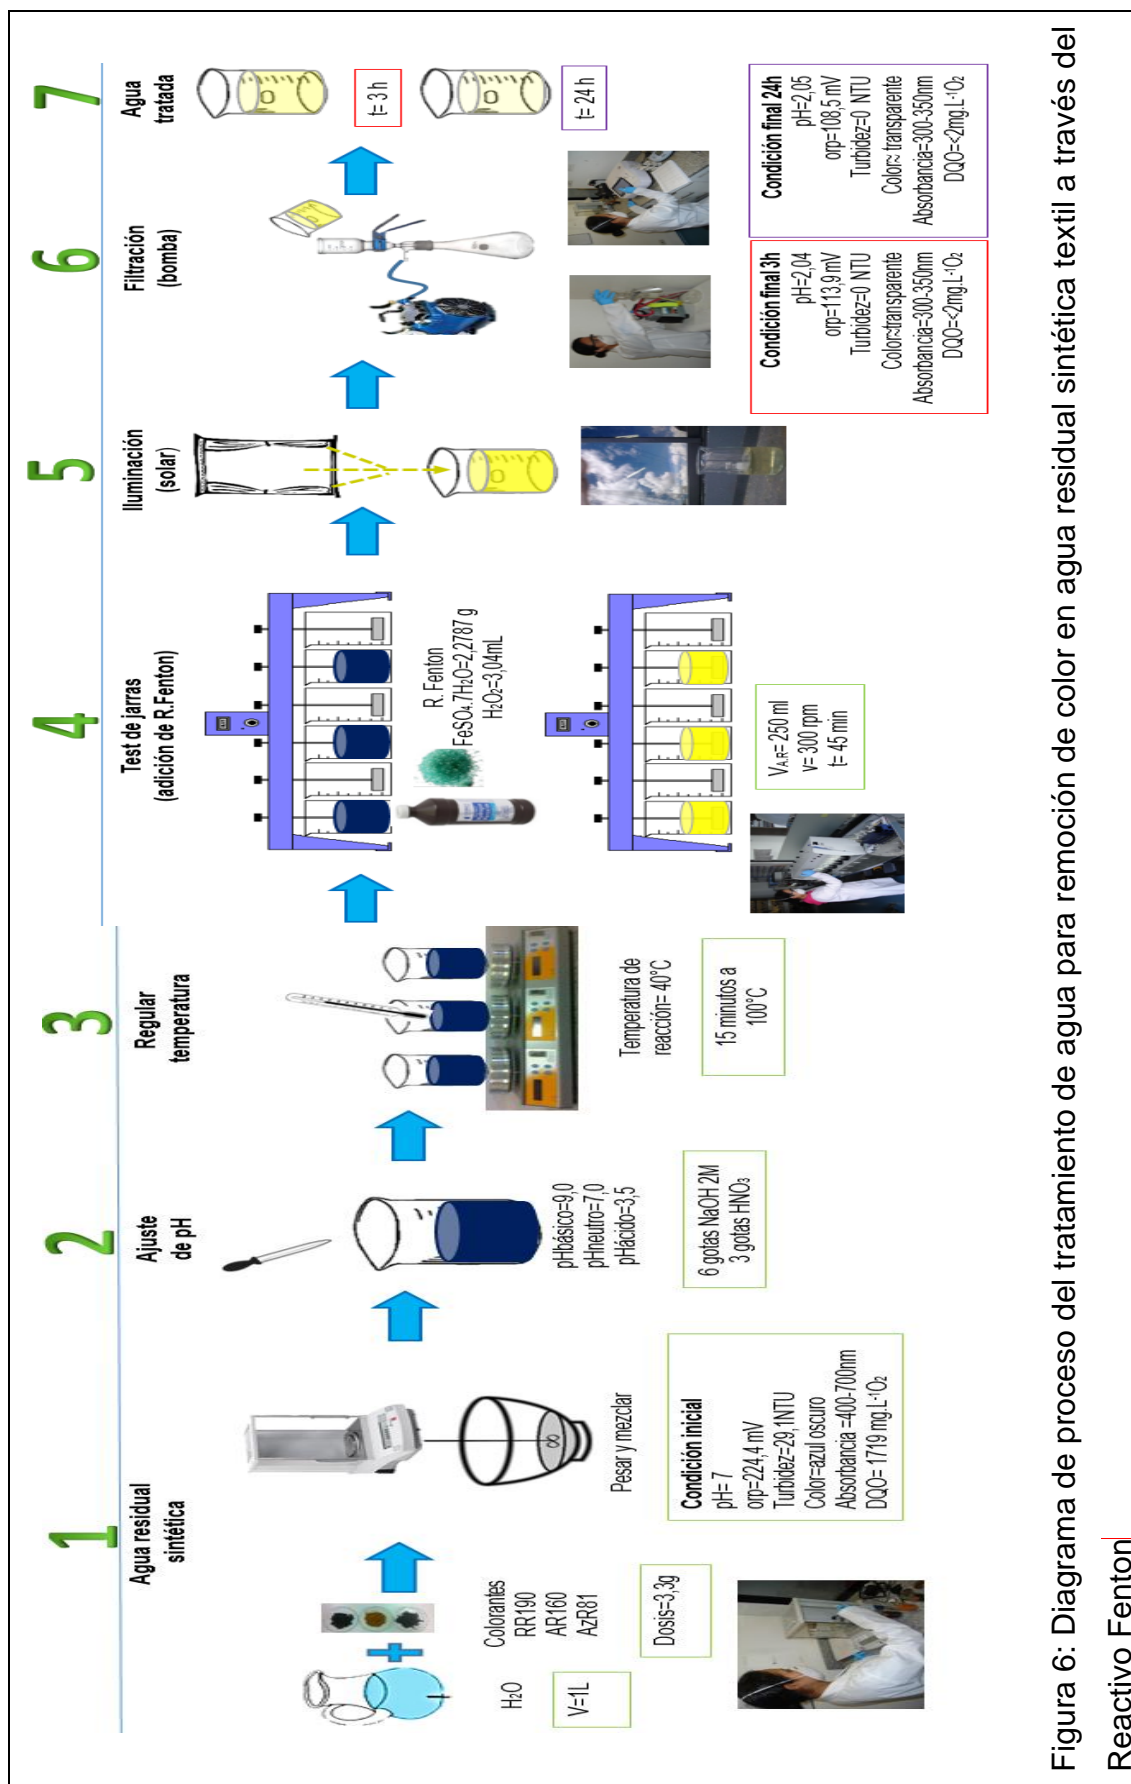 1
Agua residual
sintética
H2O
V=1L
Colorantes
RR190
AR160
AzR81
Dosis=3,3g
Pesar y mezclar
Condición inicial
pH= 7
orp=224,4 mV
Turbidez=29,1NTU
Color=azul oscuro
Absorbancia =400-700nm
DQO= 1719 mg.L-1O2
2
Ajuste
de pH
pHbásico=9,0
pHneutro=7,0
pHácido=3,5
6 gotas NaOH 2M
3 gotas HNO3
3
Regular
temperatura
Temperatura de
reacción= 40°C
15 minutos a
100°C
4
Test de jarras
(adición de R.Fenton)
R. Fenton
FeSO4.7H2O=2,2787 g
H2O2=3,04mL
VA.R= 250 ml
v= 300 rpm
t= 45 min
5
Iluminación
(solar)
6
Filtración
(bomba)
7
Agua
tratada
t= 3 h
t= 24 h
Condición final 3h
pH=2,04
orp=113,9 mV
Turbidez=0 NTU
Color≈transparente
Absorbancia=300-350nm
DQO=<2mg.L-1O2
Condición final 24h
pH=2,05
orp=108,5 mV
Turbidez=0 NTU
Color≈ transparente
Absorbancia=300-350nm
DQO=<2mg.L-1O2
Figura 6: Diagrama de proceso del tratamiento de agua para remoción de color en agua residual sintética textil a través del
Reactivo Fenton